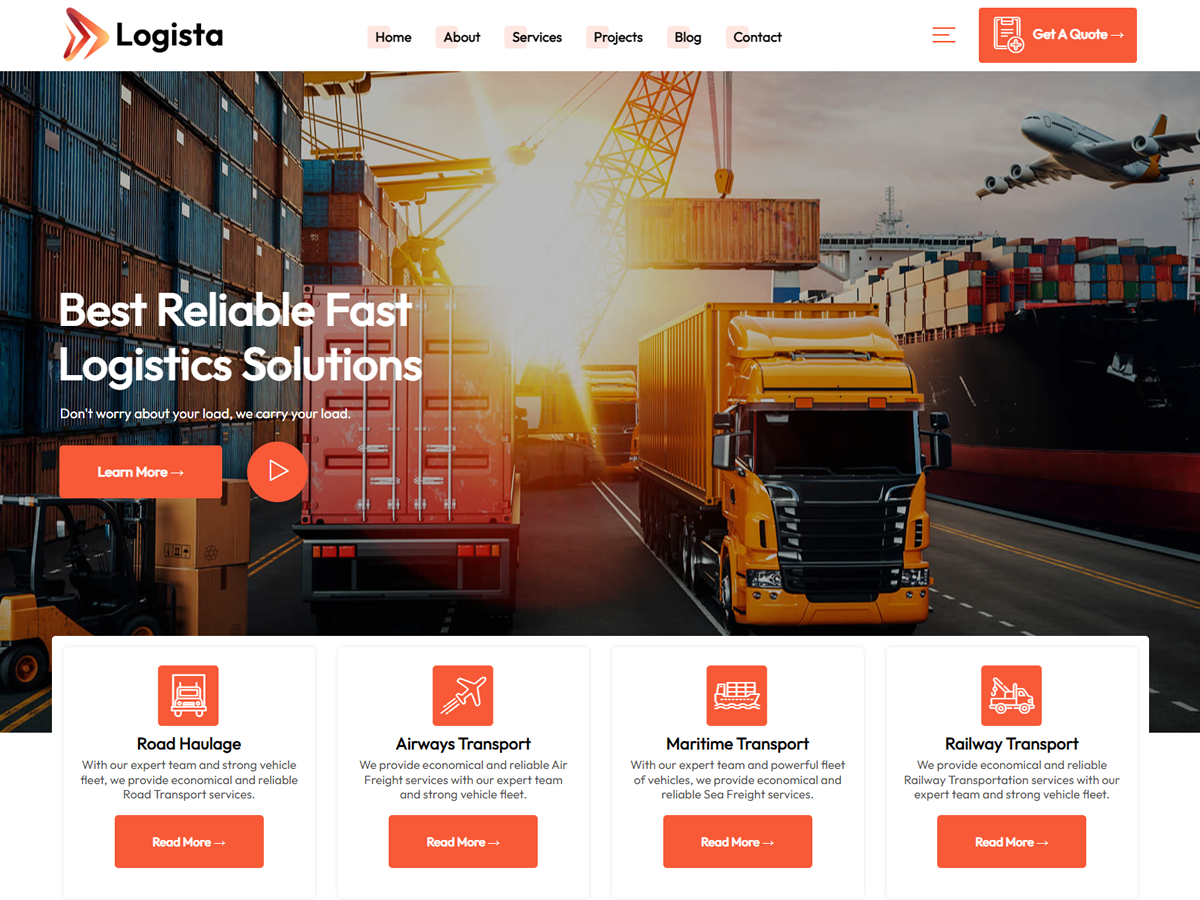 Logista
Home
About
Services
Projects
Blog
Contact
Get A Quote →
Best Reliable Fast
Logistics Solutions
Don't worry about your load, we carry your load.
Learn More →
Road Haulage
With our expert team and strong vehicle
fleet, we provide economical and reliable
Road Transport services.
Read More →
Airways Transport
We provide economical and reliable Air
Freight services with our expert team
and strong vehicle fleet.
Read More →
Maritime Transport
With our expert team and powerful fleet
of vehicles, we provide economical and
reliable Sea Freight services.
Read More →
Railway Transport
We provide economical and reliable
Railway Transportation services with our
expert team and strong vehicle fleet.
Read More →